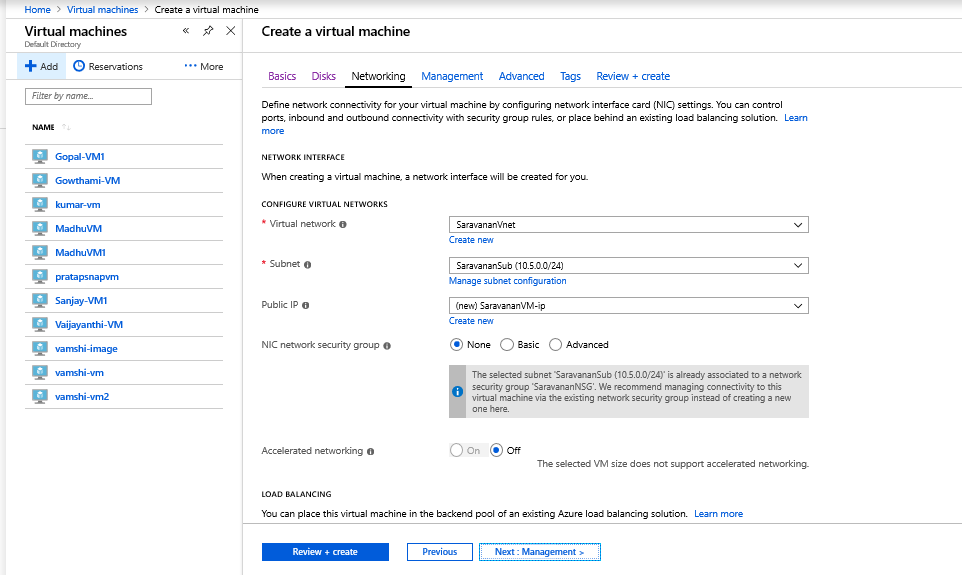 Home > Virtual machines > Create a virtual machine
Virtual machines
Default Directory
Add Reservations ··· More
Filter by name...
NAME
Gopal-VM1
Gowthami-VM
kumar-vm
MadhuVM
MadhuVM1
pratapsnapvm
Sanjay-VM1
Vaijayanthi-VM
vamshi-image
vamshi-vm
vamshi-vm2
Create a virtual machine
Basics Disks Networking Management Advanced Tags Review + create
Define network connectivity for your virtual machine by configuring network interface card (NIC) settings. You can control
ports, inbound and outbound connectivity with security group rules, or place behind an existing load balancing solution. Learn
more
NETWORK INTERFACE
When creating a virtual machine, a network interface will be created for you.
CONFIGURE VIRTUAL NETWORKS
* Virtual network SaravananVnet
Create new
* Subnet SaravananSub (10.5.0.0/24)
Manage subnet configuration
Public IP (new) SaravananVM-ip
Create new
NIC network security group None Basic Advanced
The selected subnet 'SaravananSub (10.5.0.0/24)' is already associated to a network
security group 'SaravananNSG'. We recommend managing connectivity to this
virtual machine via the existing network security group instead of creating a new
one here.
Accelerated networking On Off
The selected VM size does not support accelerated networking.
LOAD BALANCING
You can place this virtual machine in the backend pool of an existing Azure load balancing solution. Learn more
Review + create Previous Next : Management >